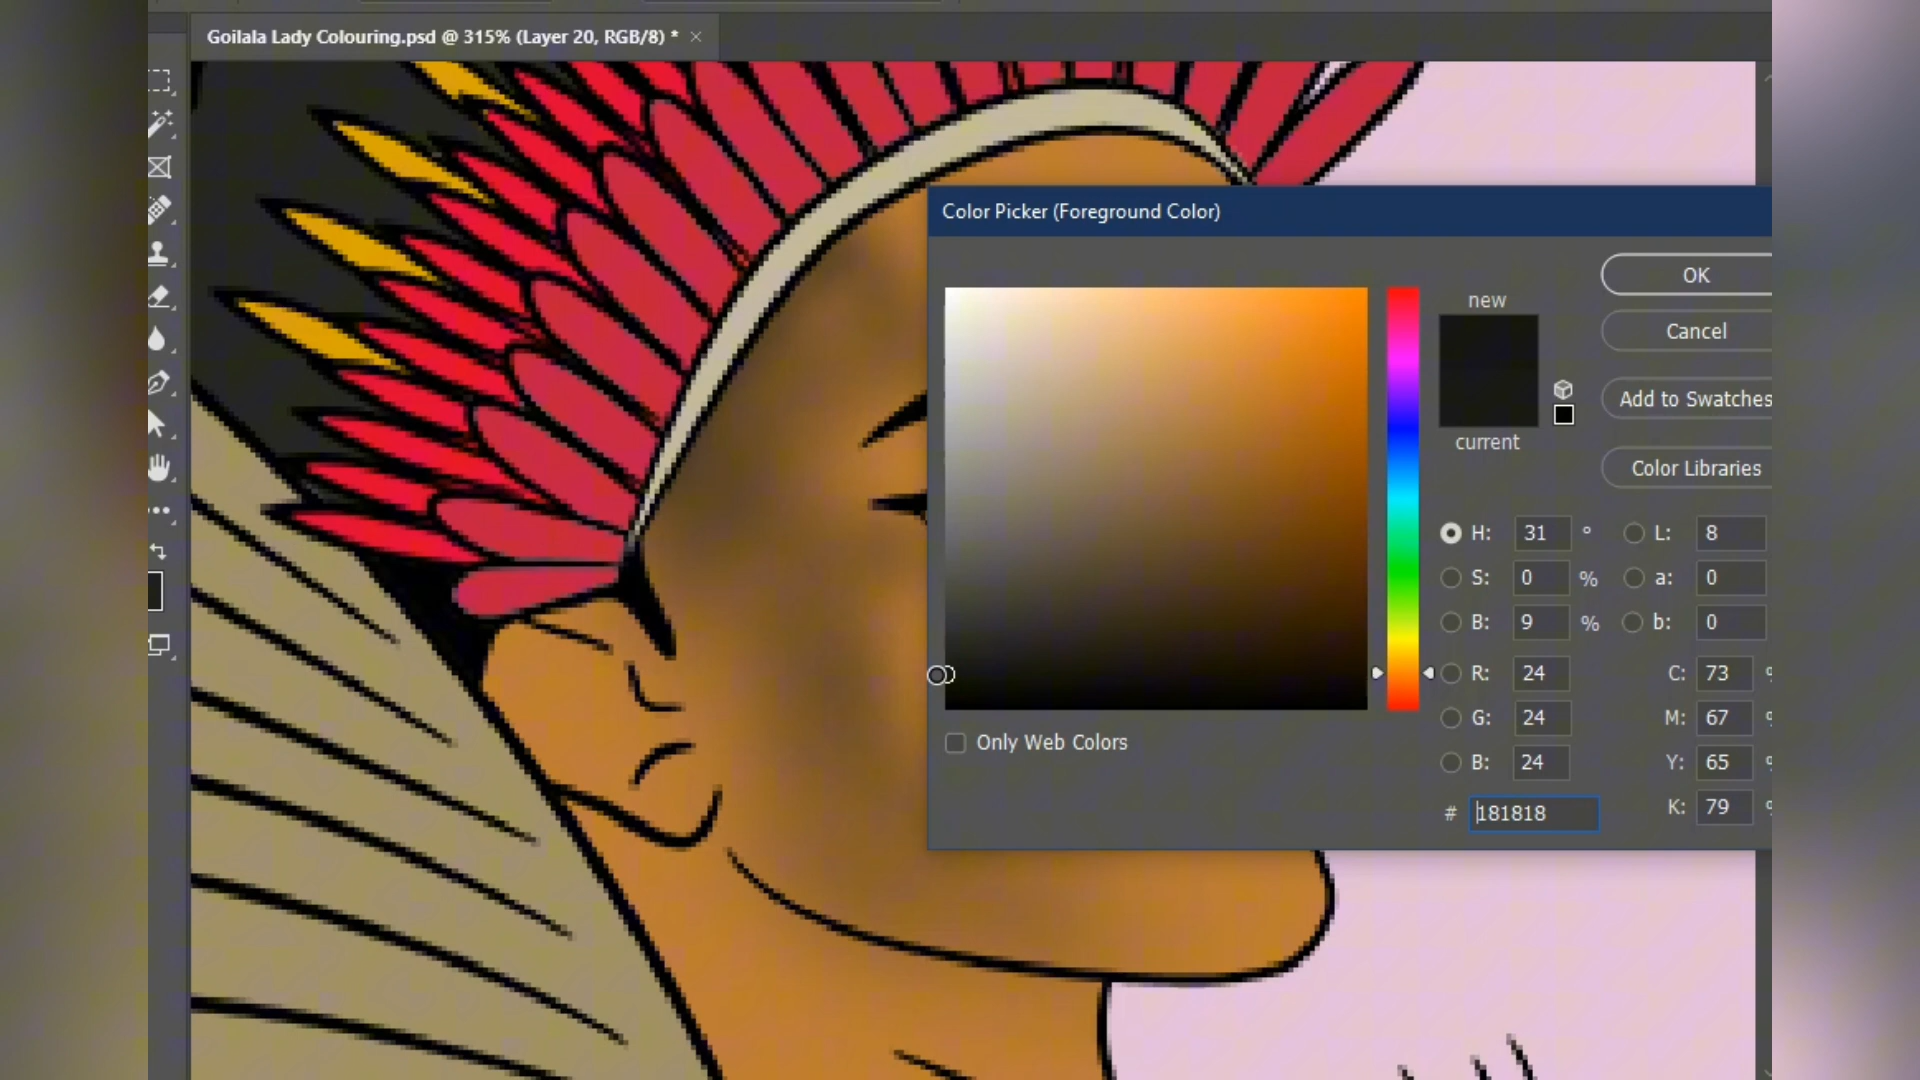 Goilala Lady Colouring.psd @ 315% (Layer 20, RGB/8) * ×
Color Picker (Foreground Color)
new
current
OK
Cancel
Add to Swatches
Color Libraries
H: 31 °
S: 0 %
B: 9 %
R: 24
G: 24
B: 24
# 181818
L: 8
a: 0
b: 0
C: 73
M: 67
Y: 65
K: 79
Only Web Colors